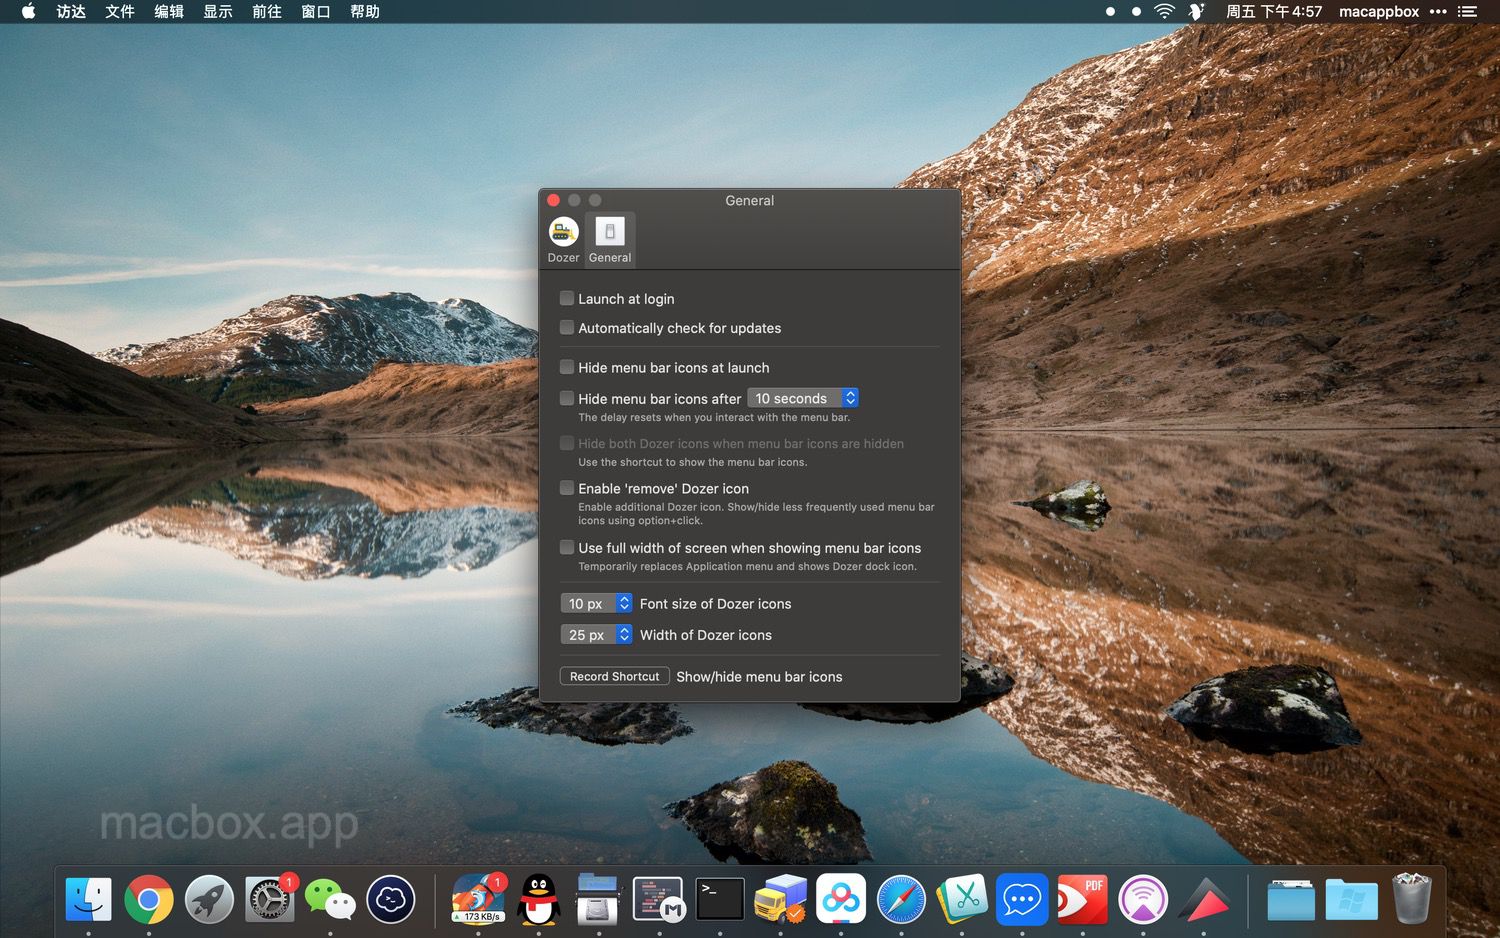 访达 文件 编辑 显示 前往 窗口 帮助 周五 下午4:57 macappbox
General
Dozer General
Launch at login
Automatically check for updates
Hide menu bar icons at launch
Hide menu bar icons after 10 seconds
The delay resets when you interact with the menu bar.
Hide both Dozer icons when menu bar icons are hidden
Use the shortcut to show the menu bar icons.
Enable 'remove' Dozer icon
Enable additional Dozer icon. Show/hide less frequently used menu bar
icons using option+click.
Use full width of screen when showing menu bar icons
Temporarily replaces Application menu and shows Dozer dock icon.
10 px Font size of Dozer icons
25 px Width of Dozer icons
Record Shortcut Show/hide menu bar icons
macbox.app
1 1 PDF
173 KB/s